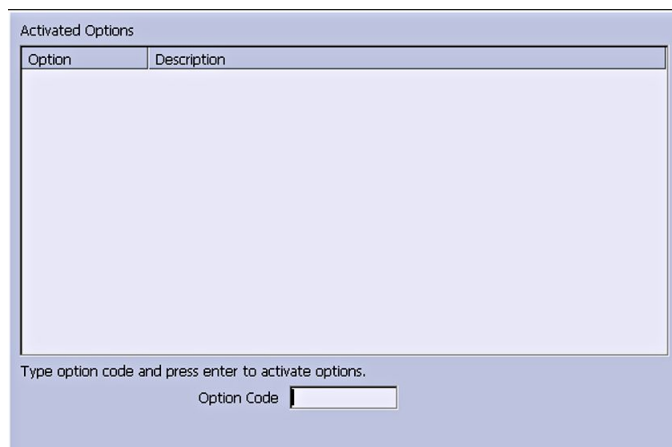 Activated Options
Option Description
Type option code and press enter to activate options.
Option Code